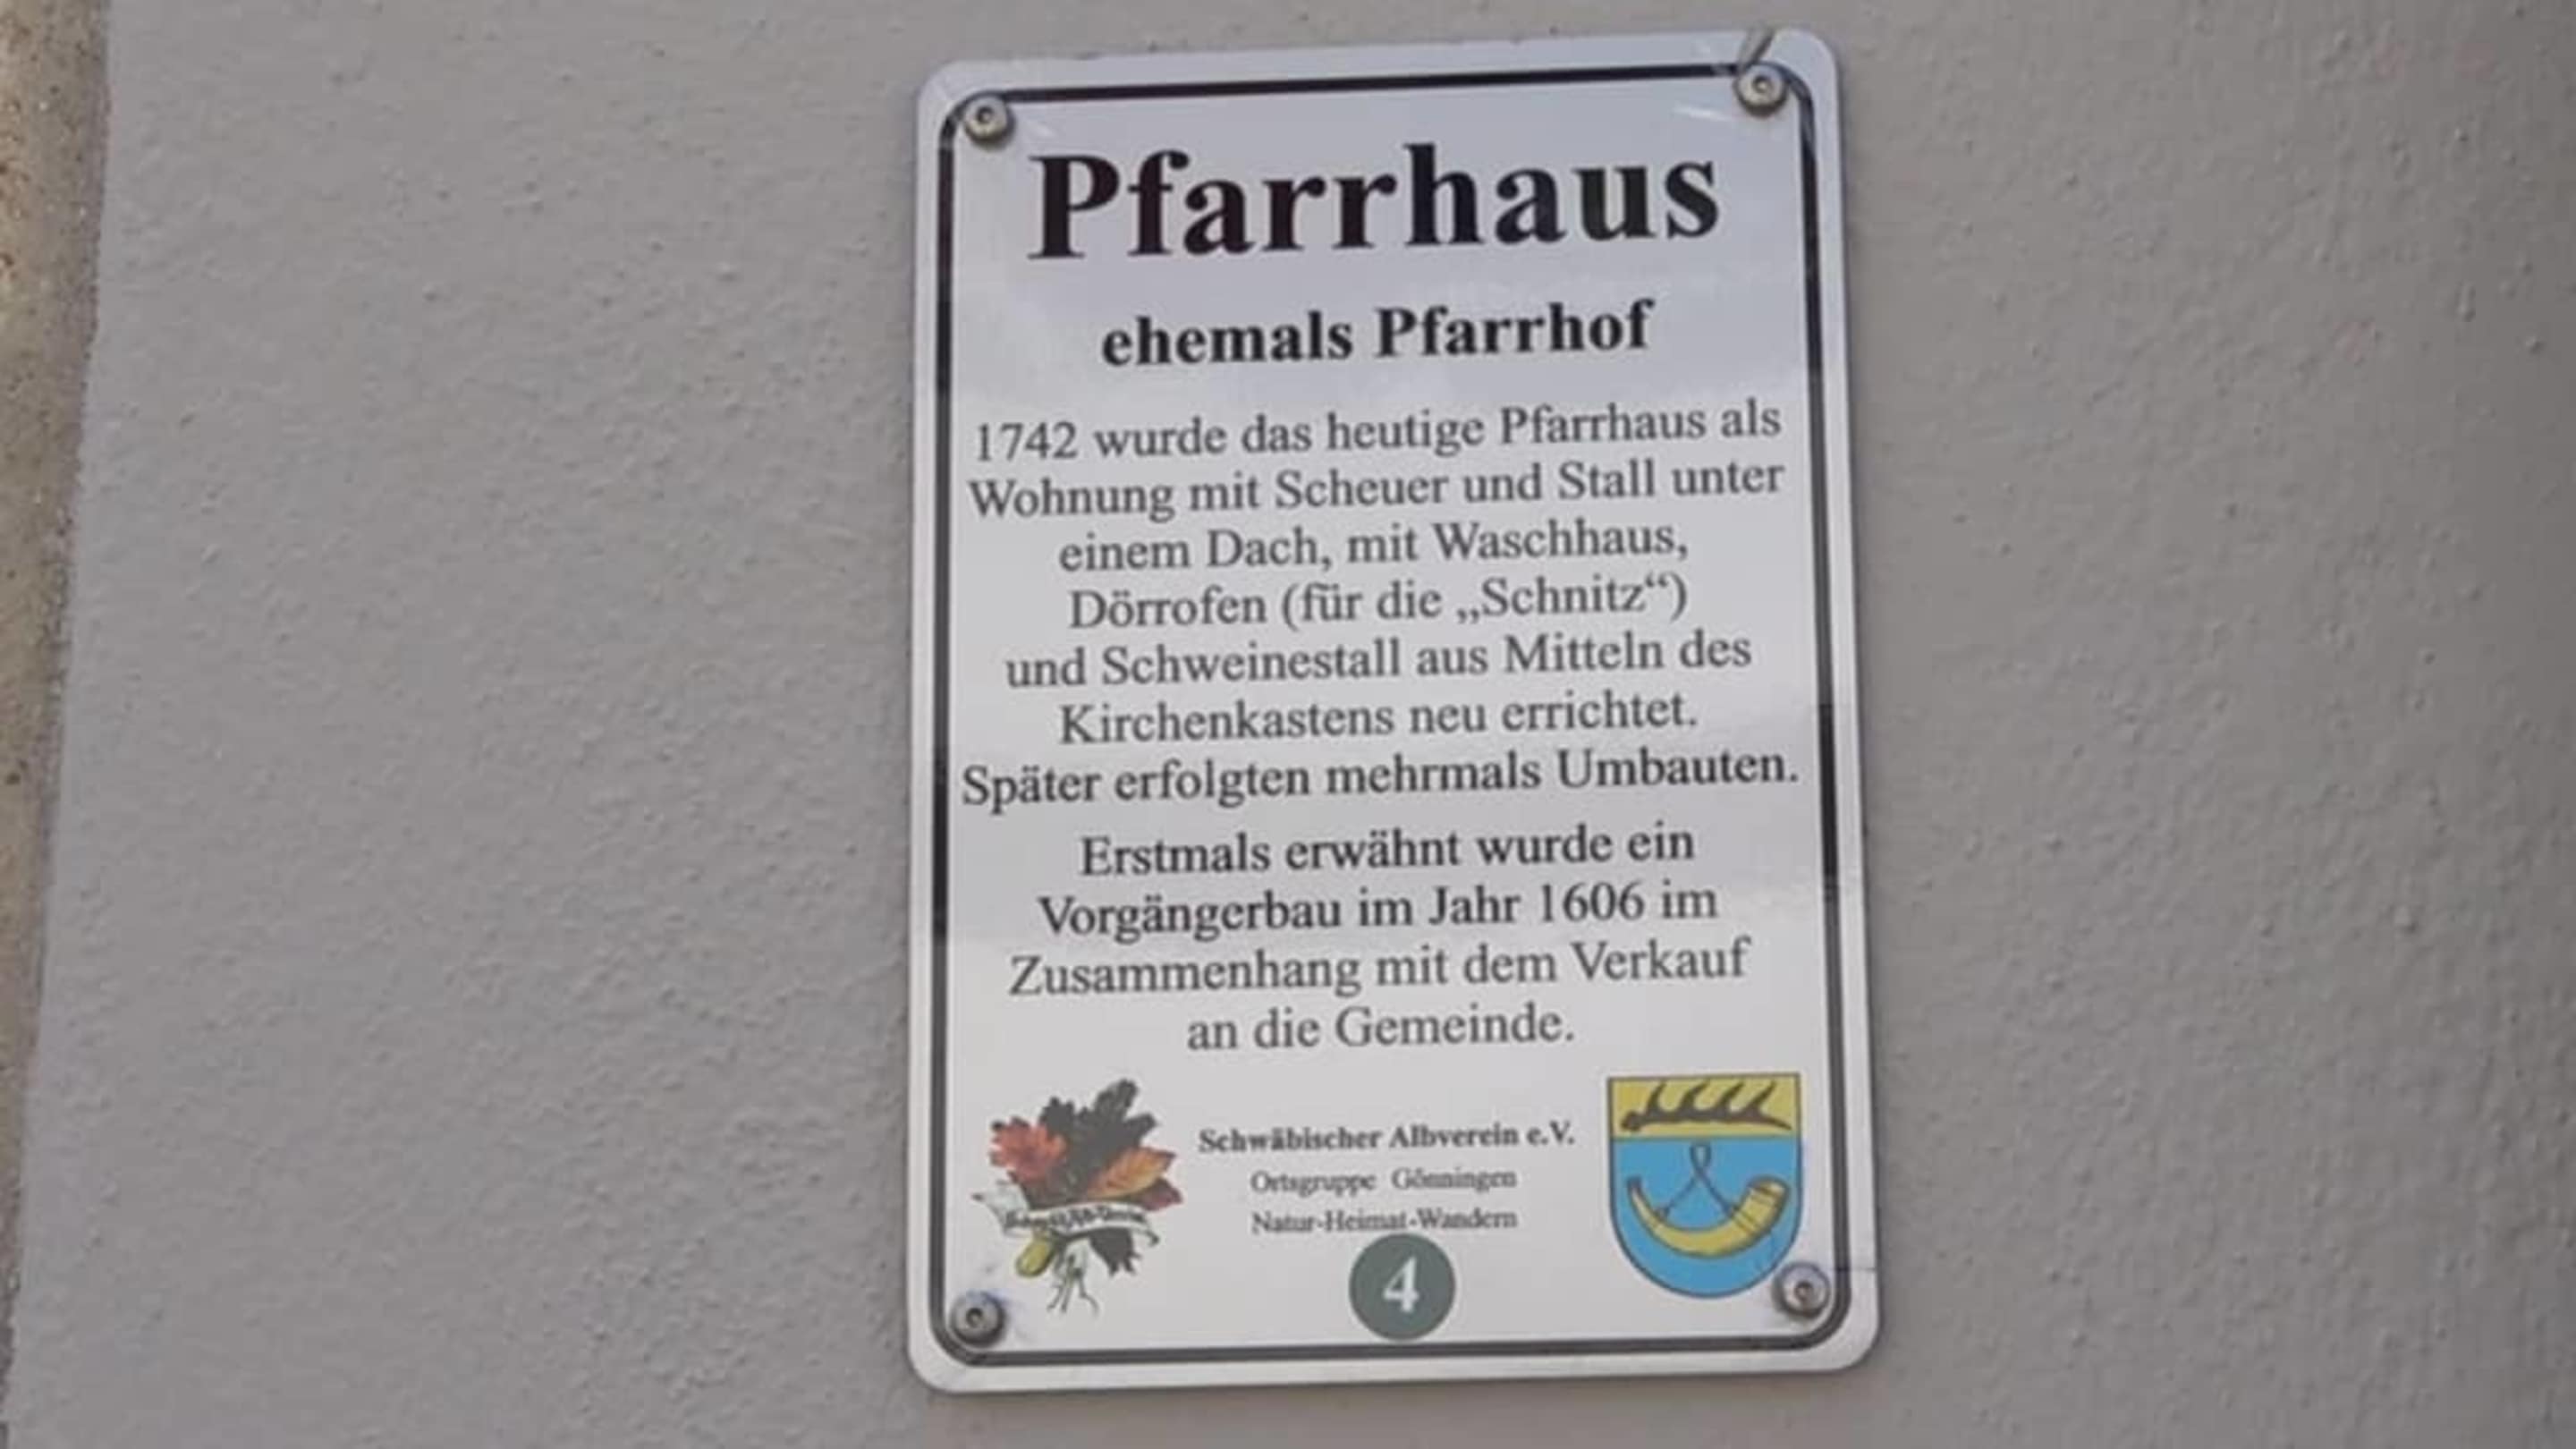 Pfarrhaus
ehemals Pfarrhof
1742 wurde das heutige Pfarrhaus als
Wohnung mit Scheuer und Stall unter
einem Dach, mit Waschhaus,
Dörrofen (für die „Schnitz“)
und Schweinestall aus Mitteln des
Kirchenkastens neu errichtet.
Später erfolgten mehrmals Umbauten.
Erstmals erwähnt wurde ein
Vorgängerbau im Jahr 1606 im
Zusammenhang mit dem Verkauf
an die Gemeinde.
Schwäbischer Albverein e.V.
Ortsgruppe Gönningen
Natur-Heimat-Wandern
4